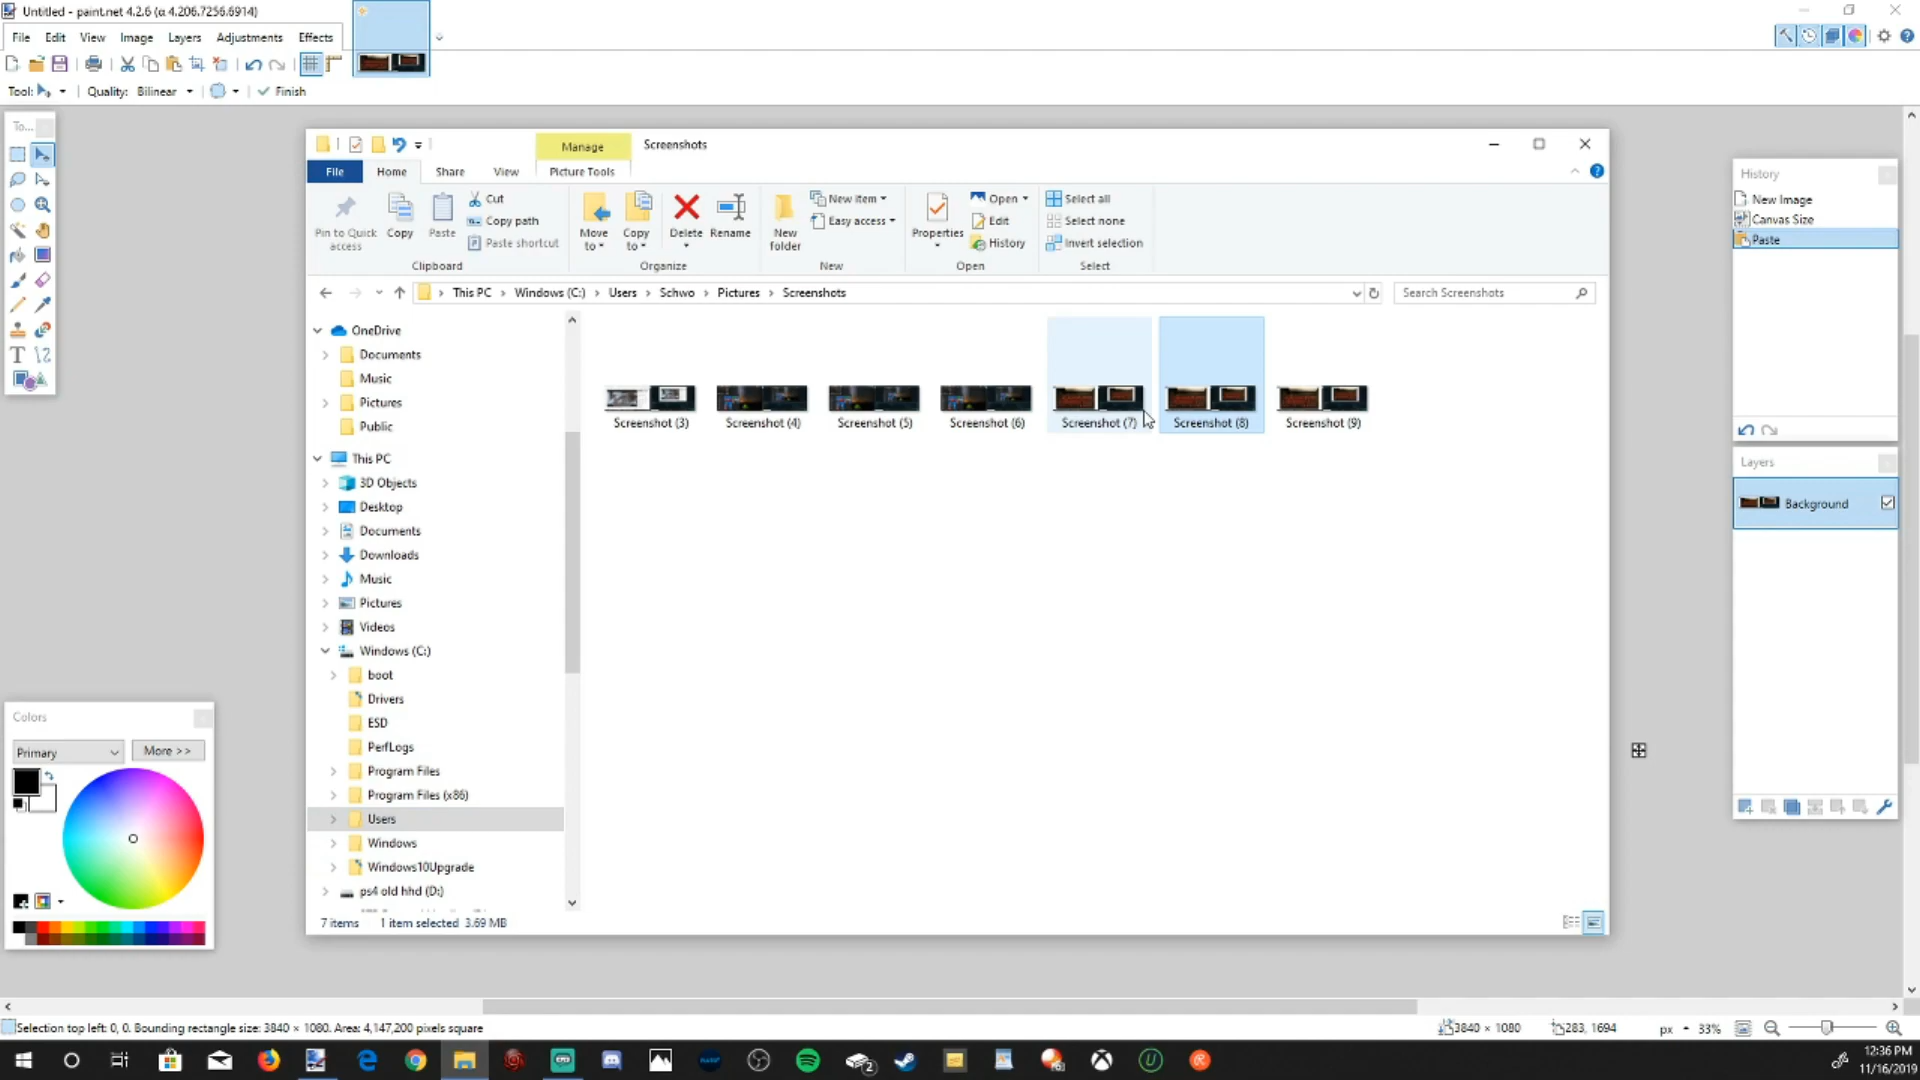 Untitled - paint.net 4.2.6 (α 4.206.7256.6914)
File Edit View Image Layers Adjustments Effects
Tool: Quality: Bilinear Finish
To...
Manage Screenshots
File Home Share View Picture Tools
Pin to Quick access
Copy
Paste
Cut
Copy path
Paste shortcut
Clipboard
Move to
Copy to
Delete
Rename
Organize
New folder
New item
Easy access
New
Properties
Open
Edit
History
Open
Select all
Select none
Invert selection
Select
This PC Windows (C:) Users Schwo Pictures Screenshots
Search Screenshots
OneDrive
Documents
Music
Pictures
Public
This PC
3D Objects
Desktop
Documents
Downloads
Music
Pictures
Videos
Windows (C:)
boot
Drivers
ESD
PerfLogs
Program Files
Program Files (x86)
Users
Windows
Windows10Upgrade
ps4 old hhd (D:)
Screenshot (3) Screenshot (4) Screenshot (5) Screenshot (6) Screenshot (7) Screenshot (8) Screenshot (9)
7 items 1 item selected 3.69 MB
History
New Image
Canvas Size
Paste
Layers
Background
Colors
Primary
More >>
Selection top left: 0, 0. Bounding rectangle size: 3840 × 1080. Area: 4,147,200 pixels square
3840 × 1080 283, 1694 px 33%
2
12:36 PM
11/16/2019